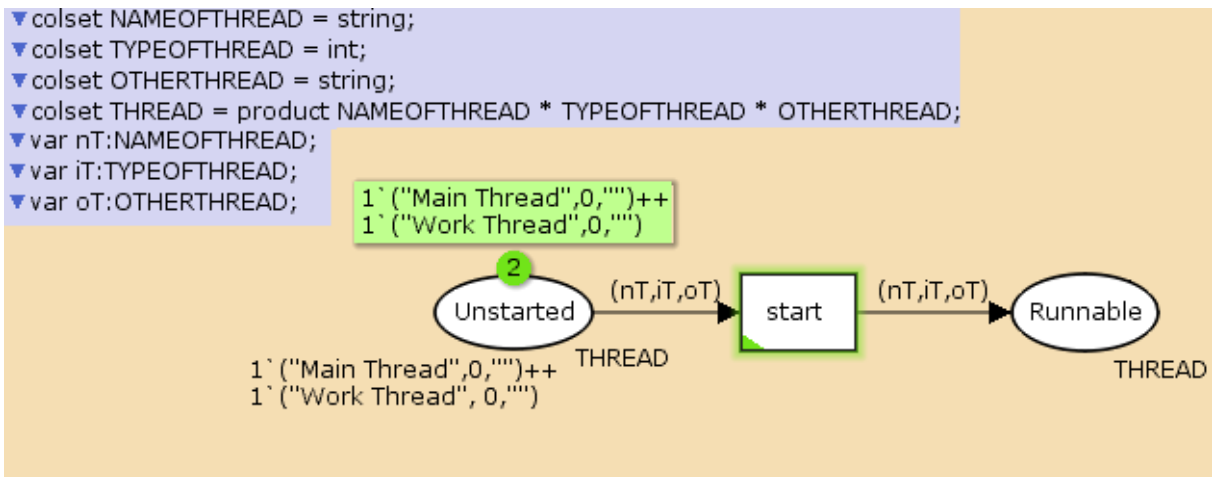 colset NAMEOFTHREAD = string;
colset TYPEOFTHREAD = int;
colset OTHERTHREAD = string;
colset THREAD = product NAMEOFTHREAD * TYPEOFTHREAD * OTHERTHREAD;
var nT:NAMEOFTHREAD;
var iT:TYPEOFTHREAD;
var oT:OTHERTHREAD;
1`("Main Thread",0,"")++
1`("Work Thread",0,"")
2
Unstarted
(nT,iT,oT)
start
(nT,iT,oT)
Runnable
THREAD
THREAD
1`("Main Thread",0,"")++
1`("Work Thread", 0,"")